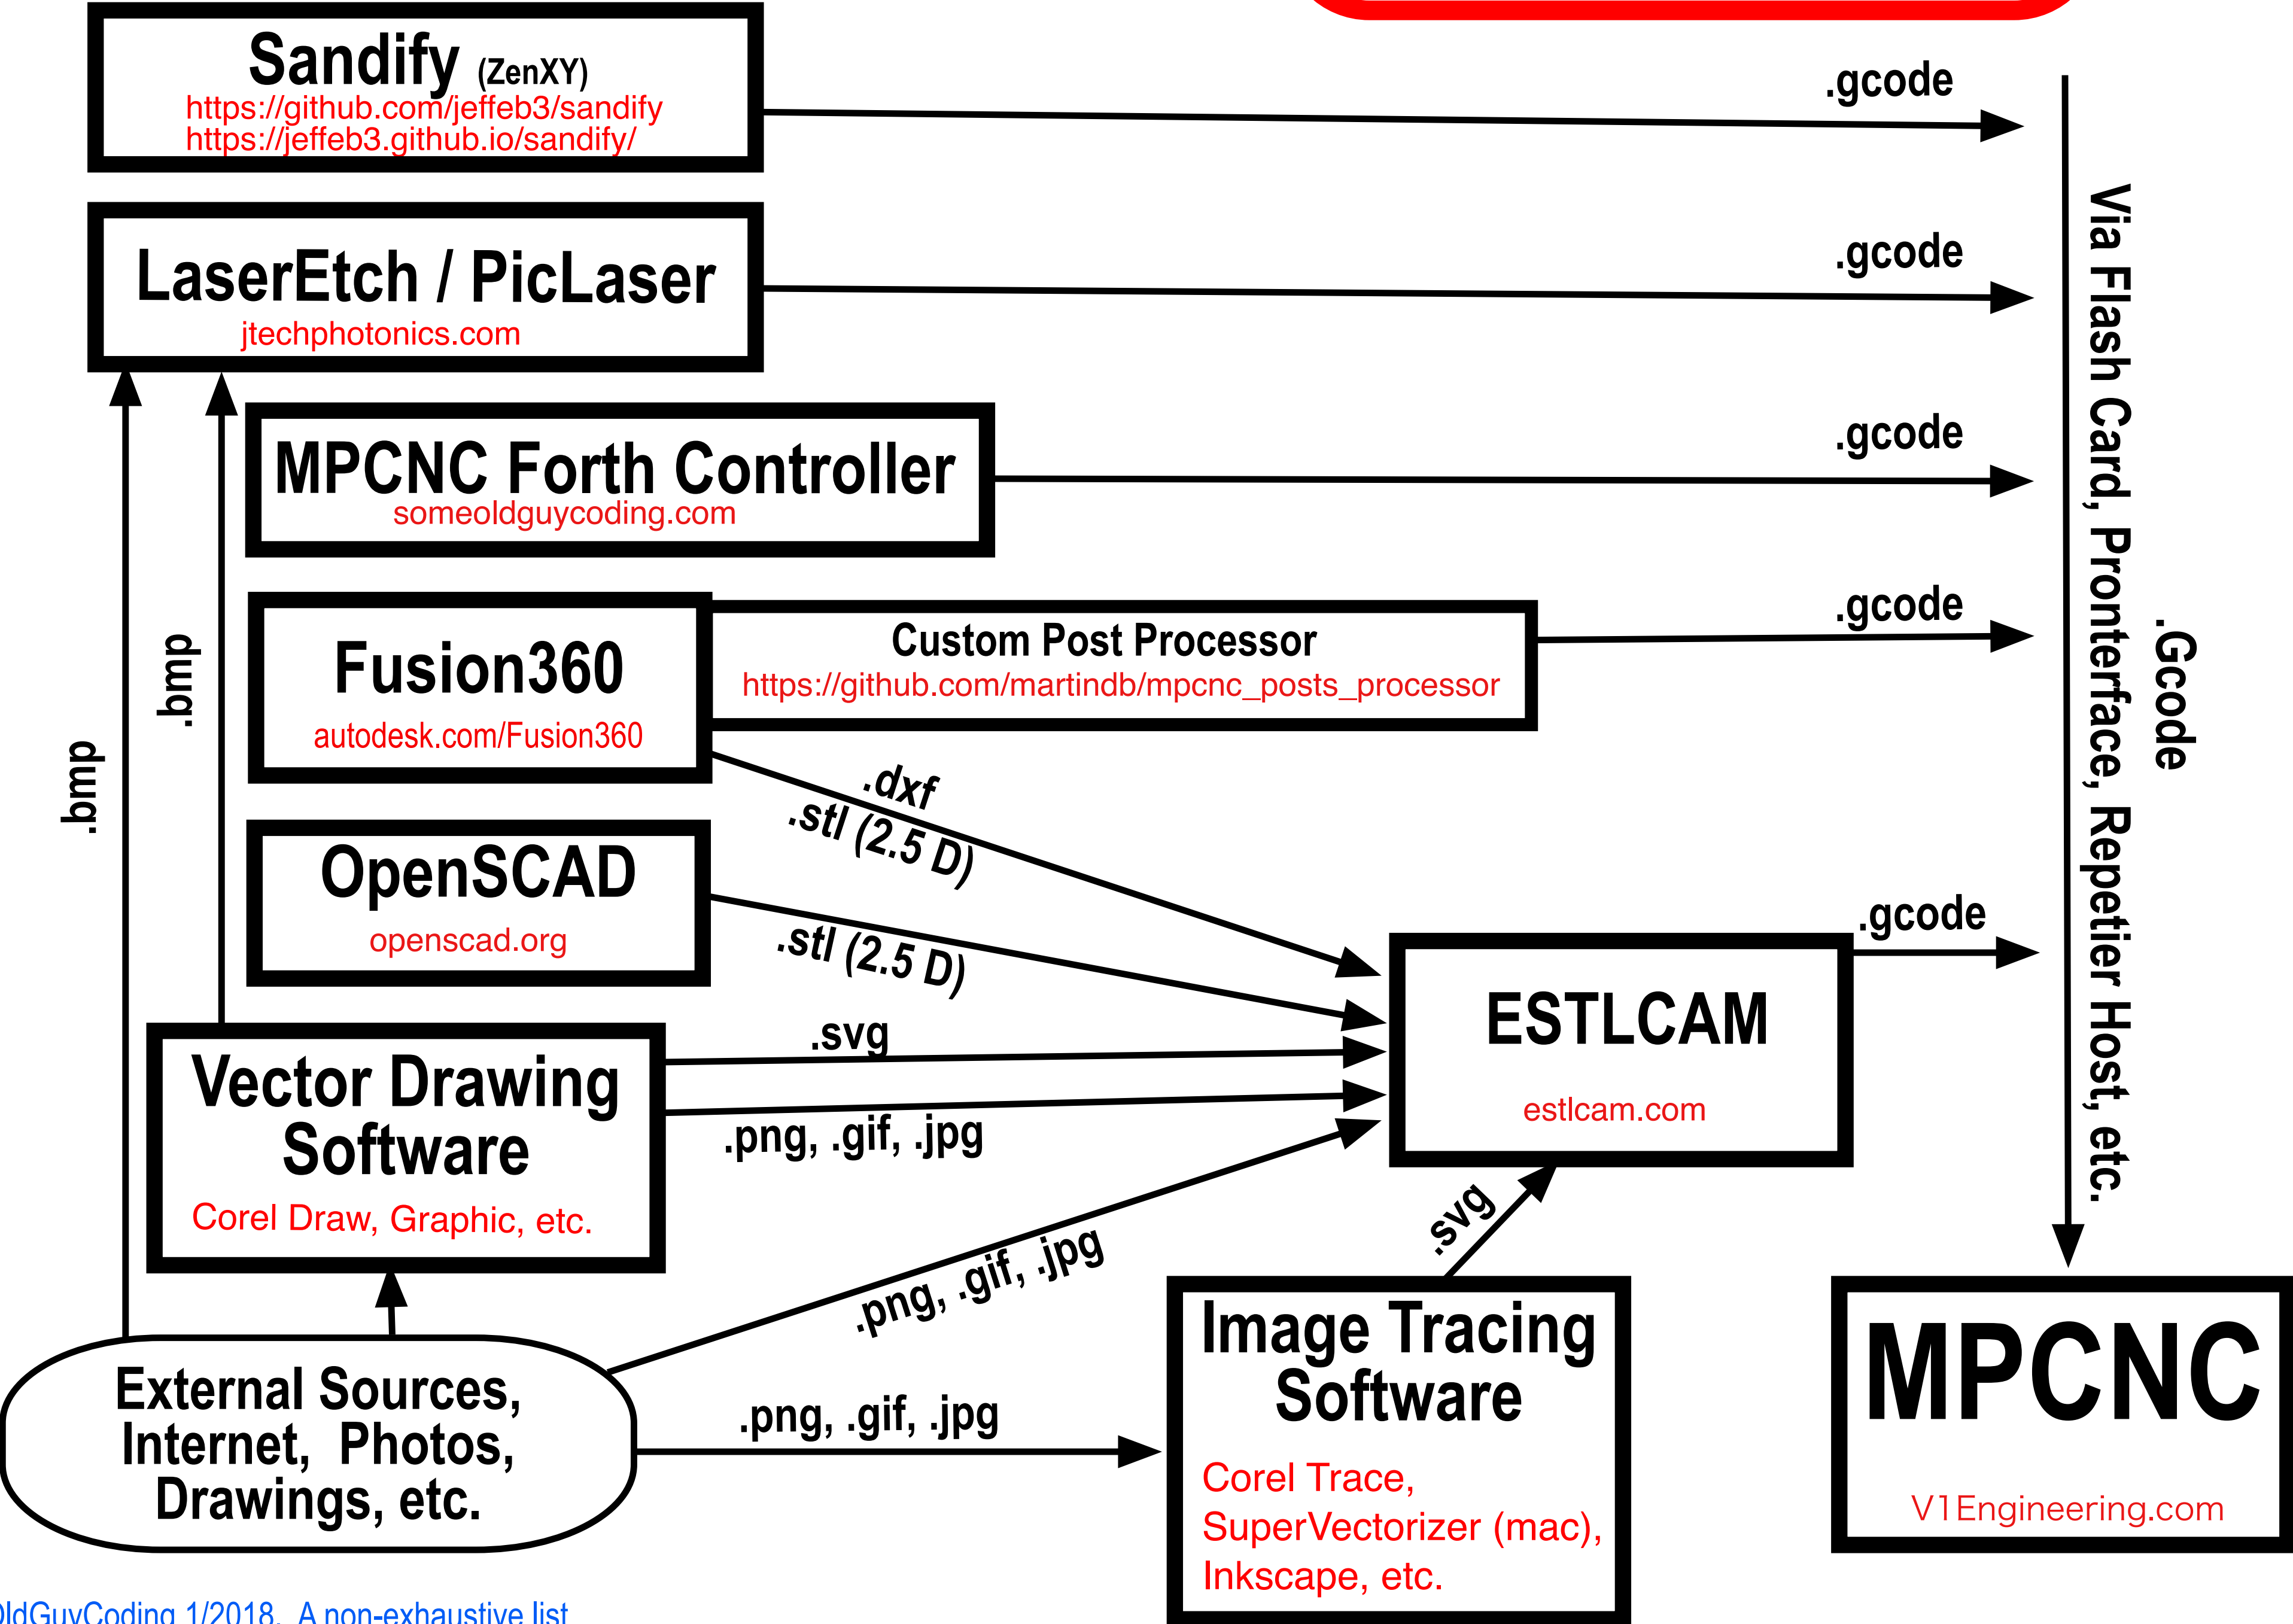 Sandify (ZenXY)
https://github.com/jeffeb3/sandify
https://jeffeb3.github.io/sandify/
.gcode
LaserEtch / PicLaser
jtechphotonics.com
.gcode
MPCNC Forth Controller
someoldguycoding.com
.gcode
Fusion360
autodesk.com/Fusion360
Custom Post Processor
https://github.com/martindb/mpcnc_posts_processor
.gcode
Via Flash Card, Pronterface, Repetier Host, etc.
.Gcode
.bmp
.bmp
.dxf
.stl (2.5 D)
OpenSCAD
openscad.org
.stl (2.5 D)
ESTLCAM
estlcam.com
.gcode
Vector Drawing
Software
Corel Draw, Graphic, etc.
.svg
.png, .gif, .jpg
.png, .gif, .jpg
.svg
External Sources,
Internet, Photos,
Drawings, etc.
.png, .gif, .jpg
Image Tracing
Software
Corel Trace,
SuperVectorizer (mac),
Inkscape, etc.
MPCNC
V1Engineering.com
OldGuyCoding 1/2018. A non-exhaustive list